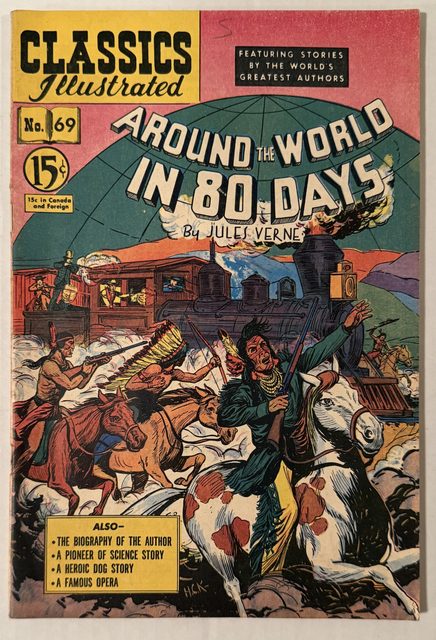 5
CLASSICS
Illustrated
FEATURING STORIES
BY THE WORLD'S
GREATEST AUTHORS
No. 69
15¢
15c in Canada
and Foreign
AROUND THE WORLD
IN 80 DAYS
By JULES VERNE
ALSO—
• THE BIOGRAPHY OF THE AUTHOR
• A PIONEER OF SCIENCE STORY
• A HEROIC DOG STORY
• A FAMOUS OPERA
H.C.K.